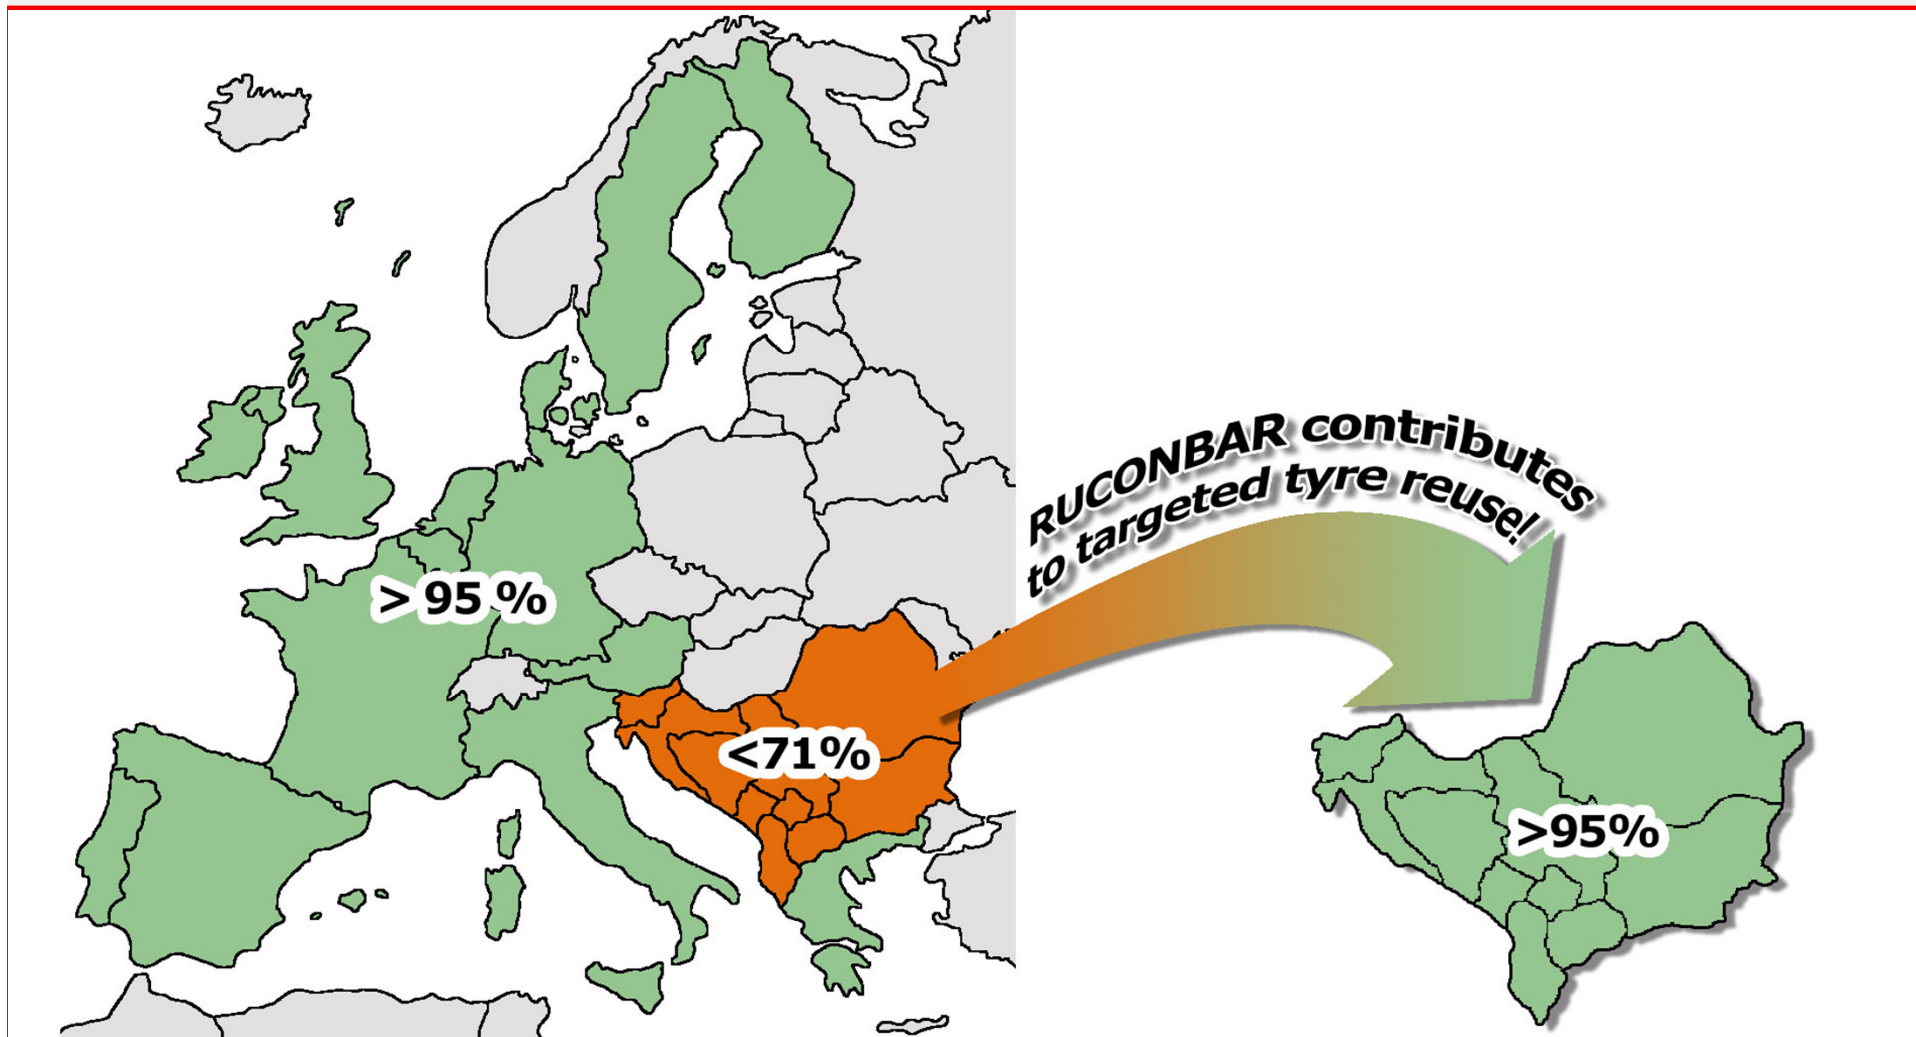 RUCONBAR contributes
to targeted tyre reuse!
> 95 %
<71%
>95%